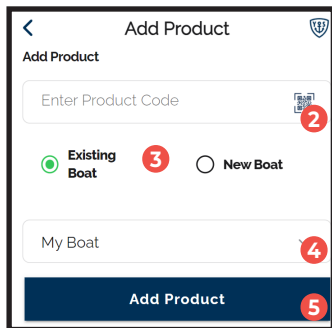 Add Product
YBS
Add Product
Enter Product Code
2
Existing
Boat
3
New Boat
My Boat
4
Add Product
5